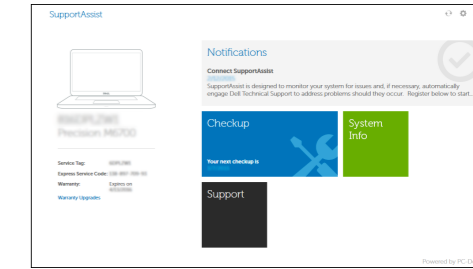 SupportAssist
Notifications
Connect SupportAssist
SupportAssist is designed to monitor your system for issues and, if necessary, automatically
engage Dell Technical Support to address problems should they occur. Register below to start...
Checkup
System
Info
Precision M6700
Your next checkup is
Service Tag:
Express Service Code:
Warranty:
Expires on
Warranty Upgrades
Support
Powered by PC-D